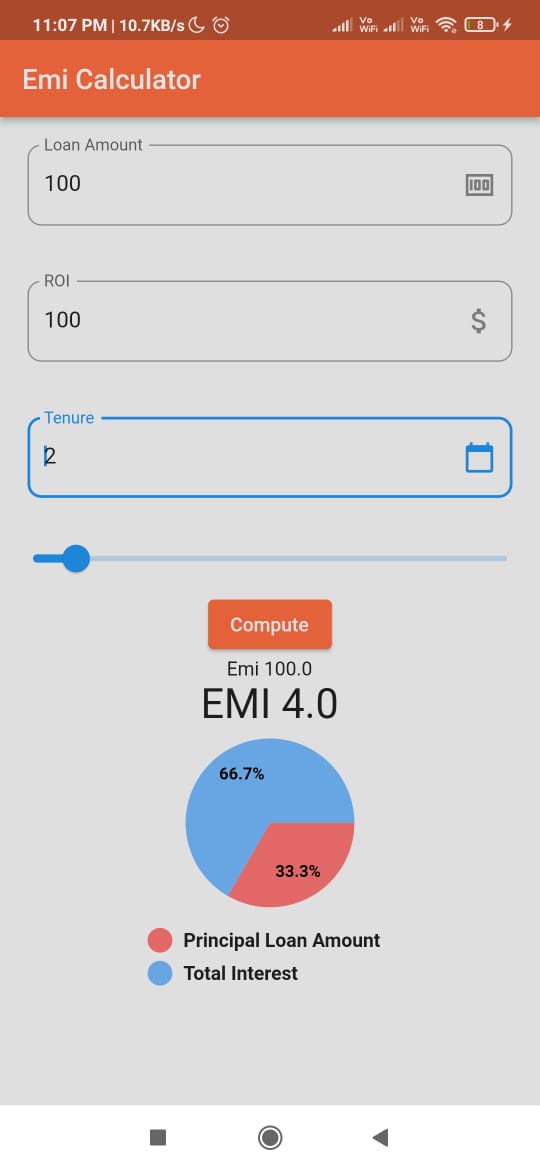 11:07 PM | 10.7KB/s
Vo WiFi Vo WiFi 8
Emi Calculator
Loan Amount
100
100
ROI
100
$
Tenure
2
Compute
Emi 100.0
EMI 4.0
66.7%
33.3%
Principal Loan Amount
Total Interest